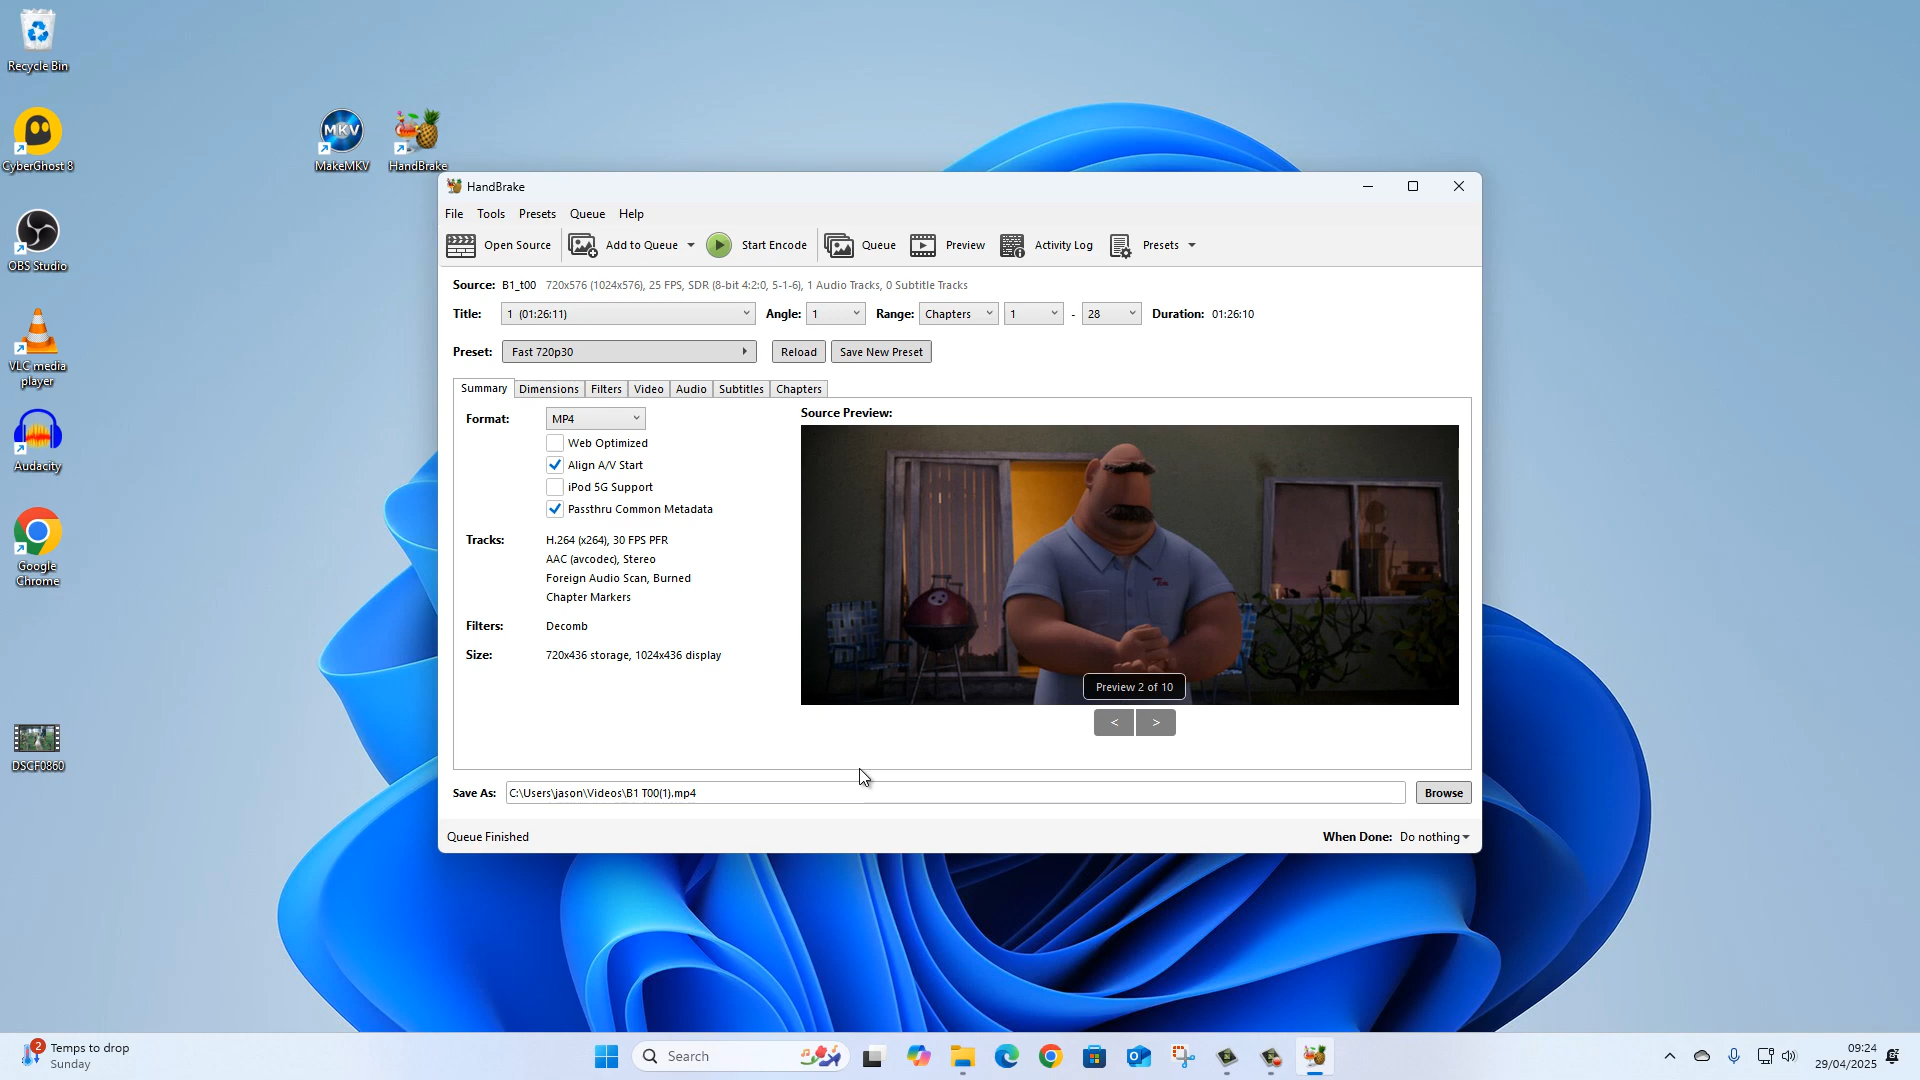 Recycle Bin
CyberGhost 8
OBS Studio
VLC media
player
Audacity
Google
Chrome
DSCF0860
MKV
MakeMKV
HandBrake
HandBrake
File Tools Presets Queue Help
Open Source Add to Queue Start Encode Queue Preview Activity Log Presets
Source: B1_t00 720x576 (1024x576), 25 FPS, SDR (8-bit 4:2:0, 5-1-6), 1 Audio Tracks, 0 Subtitle Tracks
Title: 1 (01:26:11) Angle: 1 Range: Chapters 1 - 28 Duration: 01:26:10
Preset: Fast 720p30 Reload Save New Preset
Summary Dimensions Filters Video Audio Subtitles Chapters
Format: MP4
Web Optimized
Align A/V Start
iPod 5G Support
Passthru Common Metadata
Tracks: H.264 (x264), 30 FPS PFR
AAC (avcodec), Stereo
Foreign Audio Scan, Burned
Chapter Markers
Filters: Decomb
Size: 720x436 storage, 1024x436 display
Source Preview:
Preview 2 of 10
< >
Save As: C:\Users\jason\Videos\B1 T00(1).mp4 Browse
Queue Finished When Done: Do nothing
2
Temps to drop
Sunday
Search
09:24
29/04/2025